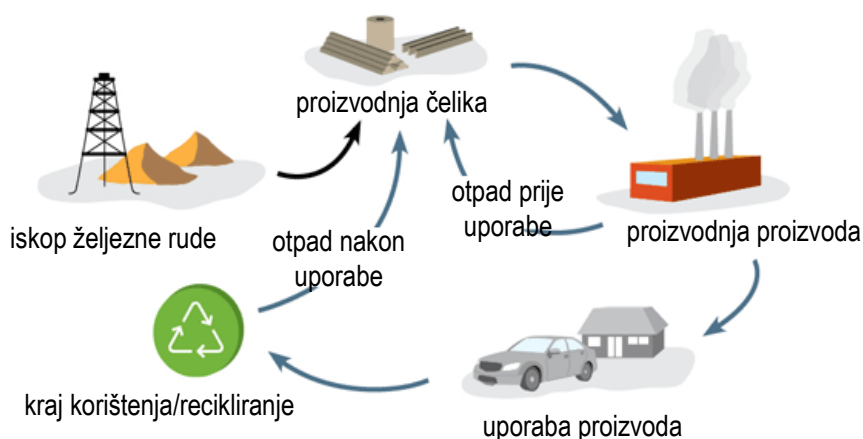 proizvodnja čelika
iskop željezne rude
otpad nakon
uporabe
otpad prije
uporabe
proizvodnja proizvoda
kraj korištenja/recikliranje
uporaba proizvoda